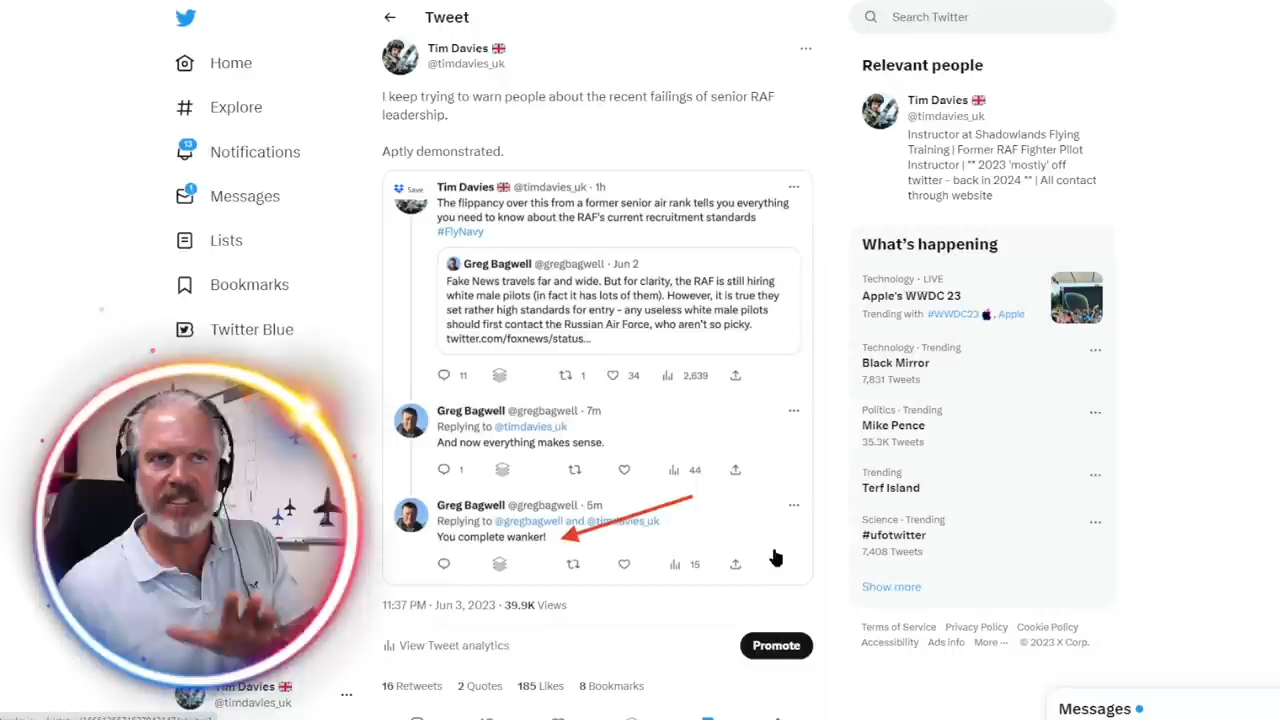 Home
Explore
13
Notifications
1
Messages
Lists
Bookmarks
Twitter Blue
Tim Davies
@timdavies_uk
Tweet
Tim Davies
@timdavies_uk
I keep trying to warn people about the recent failings of senior RAF
leadership.
Aptly demonstrated.
Save
Tim Davies @timdavies_uk · 1h
The flippancy over this from a former senior air rank tells you everything
you need to know about the RAF's current recruitment standards
#FlyNavy
Greg Bagwell @gregbagwell · Jun 2
Fake News travels far and wide. But for clarity, the RAF is still hiring
white male pilots (in fact it has lots of them). However, it is true they
set rather high standards for entry – any useless white male pilots
should first contact the Russian Air Force, who aren't so picky.
twitter.com/foxnews/status...
11 1 34 2,639
Greg Bagwell @gregbagwell · 7m
Replying to @timdavies_uk
And now everything makes sense.
1 44
Greg Bagwell @gregbagwell · 5m
Replying to @gregbagwell and @timdavies_uk
You complete wanker!
15
11:37 PM · Jun 3, 2023 · 39.9K Views
View Tweet analytics
Promote
16 Retweets 2 Quotes 185 Likes 8 Bookmarks
Search Twitter
Relevant people
Tim Davies
@timdavies_uk
Instructor at Shadowlands Flying
Training | Former RAF Fighter Pilot
Instructor | ** 2023 'mostly' off
twitter – back in 2024 ** | All contact
through website
What's happening
Technology · LIVE
Apple's WWDC 23
Trending with #WWDC23 , Apple
Technology · Trending
Black Mirror
7,831 Tweets
Politics · Trending
Mike Pence
35.3K Tweets
Trending
Terf Island
Science · Trending
#ufotwitter
7,408 Tweets
Show more
Terms of Service Privacy Policy Cookie Policy
Accessibility Ads info More ··· © 2023 X Corp.
Messages